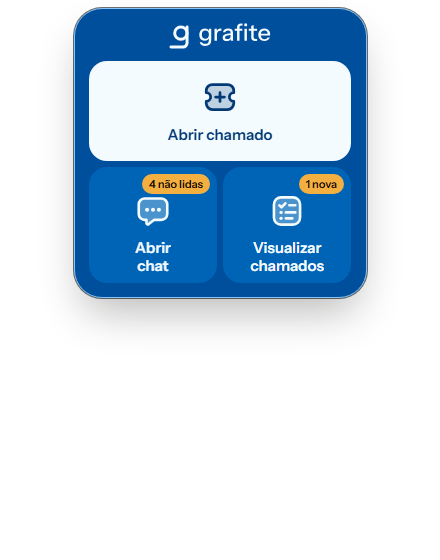 grafite
Abrir chamado
4 não lidas
Abrir
chat
1 nova
Visualizar
chamados